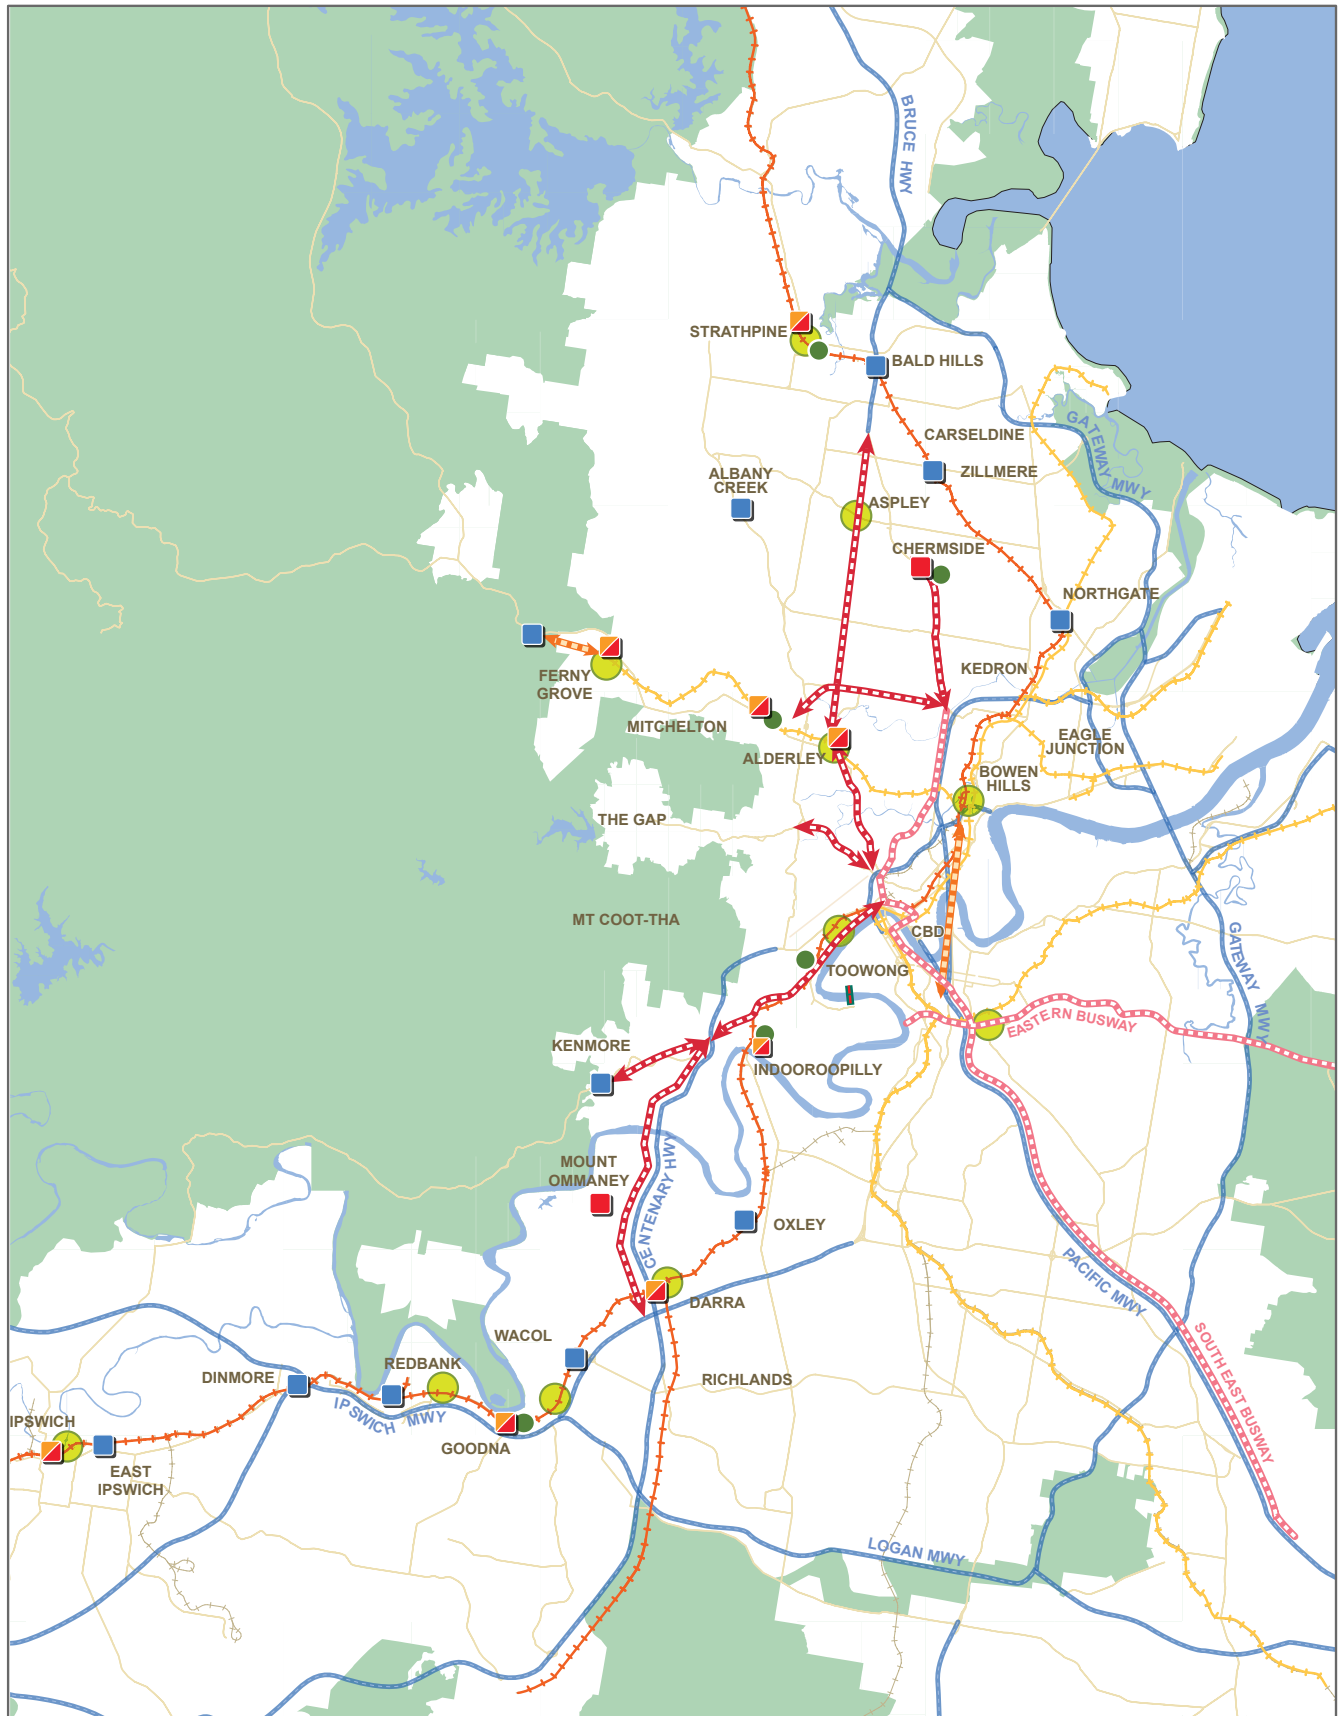 BRUCE HWY
STRATHPINE
BALD HILLS
GATEWAY MWY
CARSELDINE
ALBANY
CREEK
ZILLMERE
ASPLEY
CHERMSIDE
NORTHGATE
KEDRON
FERNY
GROVE
MITCHELTON
EAGLE
JUNCTION
ALDERLEY
BOWEN
HILLS
THE GAP
MT COOT-THA
CBD
TOOWONG
GATEWAY MWY
EASTERN BUSWAY
KENMORE
INDOOROOPILLY
MOUNT
OMMANEY
CENTENARY HWY
OXLEY
PACIFIC MWY
DARRA
WACOL
SOUTH EAST BUSWAY
REDBANK
DINMORE
RICHLANDS
IPSWICH MWY
IPSWICH
GOODNA
EAST
IPSWICH
LOGAN MWY